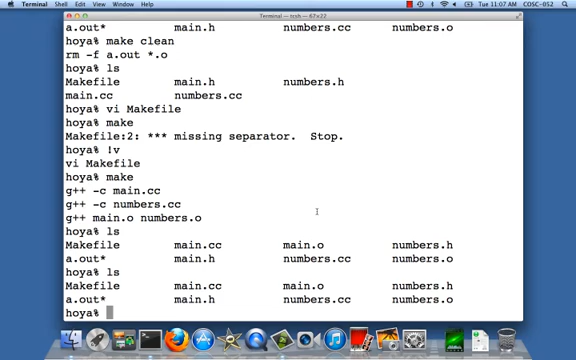 Terminal Shell Edit View Window Help Tue 11:07 AM COSC-052
Terminal — tcsh — 67×22
a.out* main.h numbers.cc numbers.o
hoya% make clean
rm -f a.out *.o
hoya% ls
Makefile main.h numbers.h
main.cc numbers.cc
hoya% vi Makefile
hoya% make
Makefile:2: *** missing separator. Stop.
hoya% !v
vi Makefile
hoya% make
g++ -c main.cc
g++ -c numbers.cc
g++ main.o numbers.o
hoya% ls
Makefile main.cc main.o numbers.h
a.out* main.h numbers.cc numbers.o
hoya% ls
Makefile main.cc main.o numbers.h
a.out* main.h numbers.cc numbers.o
hoya%